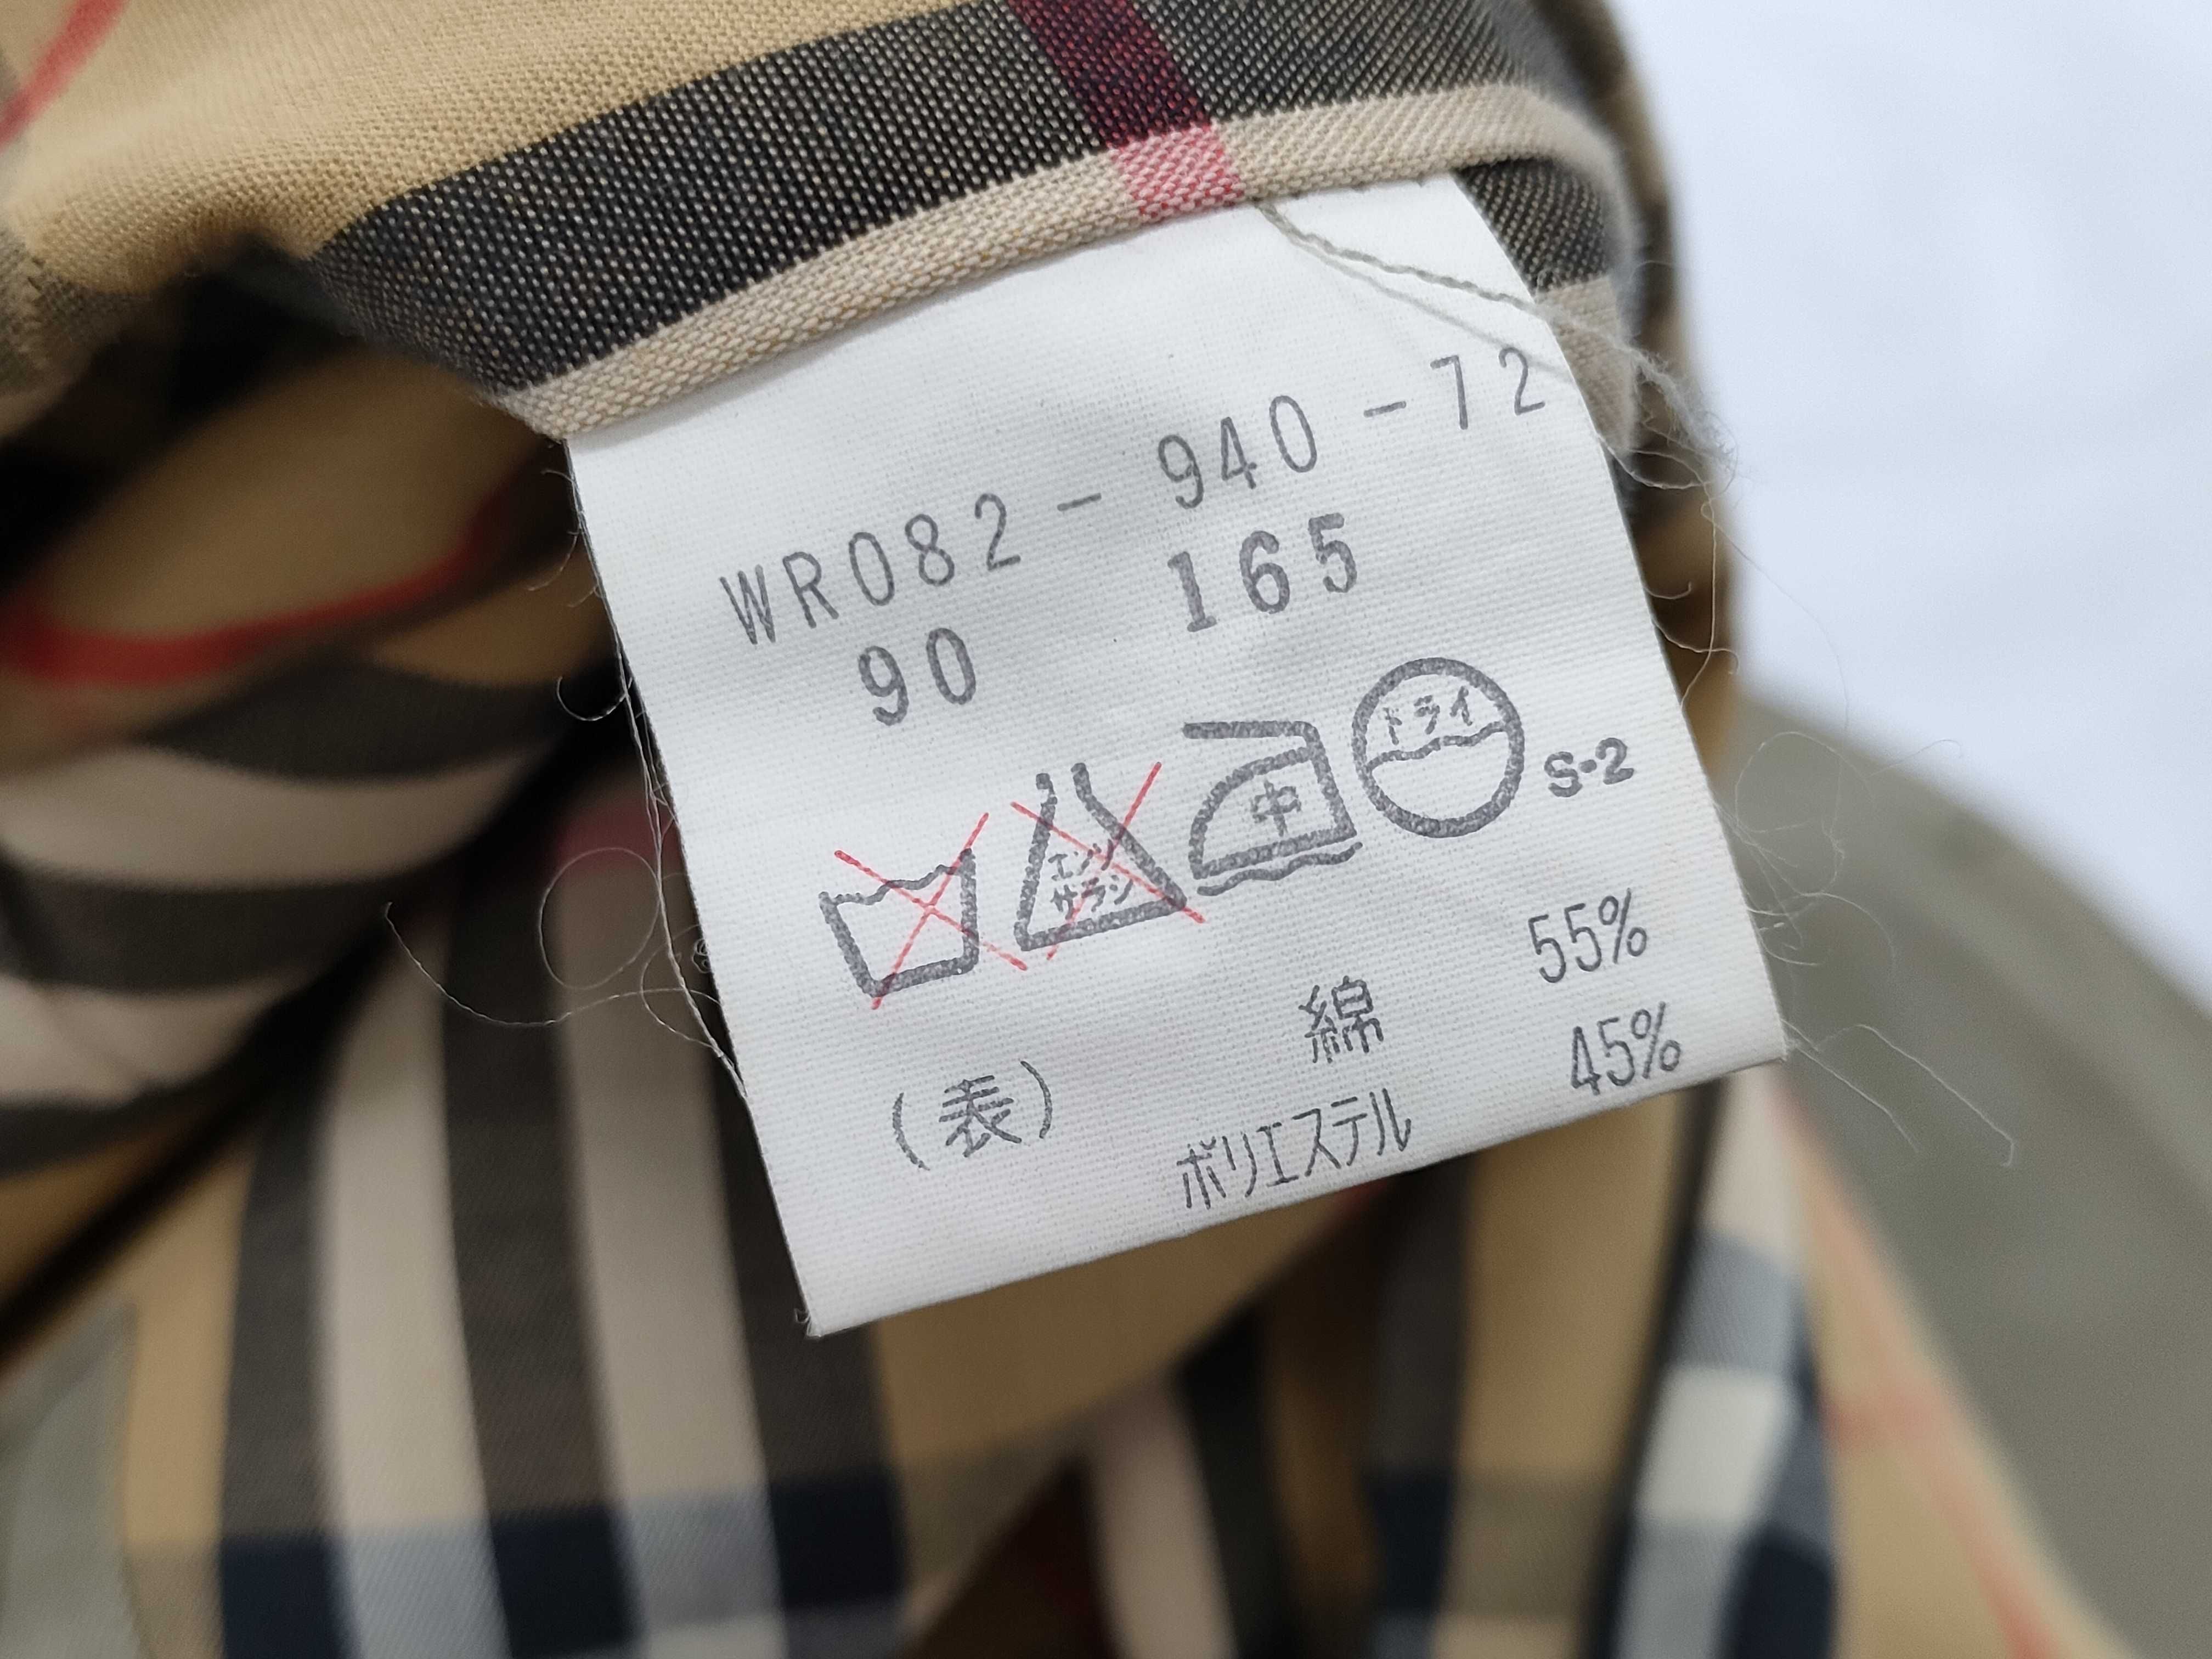 WR082-940-72
90 165
エンソ
サラシ
中
ドライ
S・2
(表) 綿 55%
ポリエステル 45%